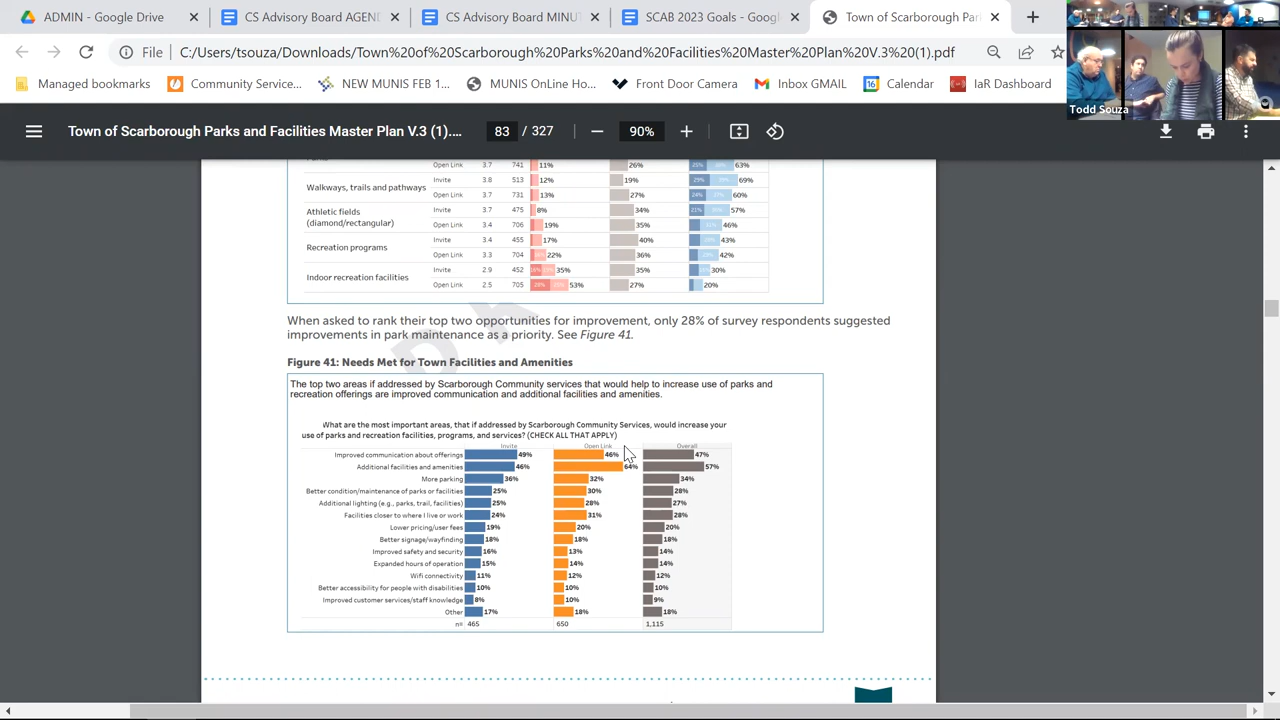 ADMIN - Google Drive
CS Advisory Board AGEN
CS Advisory Board MINU
SCAB 2023 Goals - Goog
Town of Scarborough Par
File
C:/Users/tsouza/Downloads/Town%20of%20Scarborough%20Parks%20and%20Facilities%20Master%20Plan%20V.3%20(1).pdf
Managed bookmarks
Community Service...
NEW MUNIS FEB 1...
MUNIS OnLine Ho...
Front Door Camera
Inbox GMAIL
Calendar
IaR Dashboard
Todd Souza
Town of Scarborough Parks and Facilities Master Plan V.3 (1)....
83 / 327
90%
Open Link 3.7 741 11% 26% 63%
Walkways, trails and pathways
Invite 3.8 513 12% 19% 69%
Open Link 3.7 731 13% 27% 60%
Athletic fields (diamond/rectangular)
Invite 3.7 475 8% 34% 57%
Open Link 3.4 706 19% 35% 46%
Recreation programs
Invite 3.4 455 17% 40% 43%
Open Link 3.3 704 22% 36% 42%
Indoor recreation facilities
Invite 2.9 452 35% 35% 30%
Open Link 2.5 705 53% 27% 20%
When asked to rank their top two opportunities for improvement, only 28% of survey respondents suggested
improvements in park maintenance as a priority. See Figure 41.
Figure 41: Needs Met for Town Facilities and Amenities
The top two areas if addressed by Scarborough Community services that would help to increase use of parks and
recreation offerings are improved communication and additional facilities and amenities.
What are the most important areas, that if addressed by Scarborough Community Services, would increase your
use of parks and recreation facilities, programs, and services? (CHECK ALL THAT APPLY)
Invite Open Link Overall
Improved communication about offerings 49% 46% 47%
Additional facilities and amenities 46% 64% 57%
More parking 36% 32% 34%
Better condition/maintenance of parks or facilities 25% 30% 28%
Additional lighting (e.g., parks, trail, facilities) 25% 28% 27%
Facilities closer to where I live or work 24% 31% 28%
Lower pricing/user fees 19% 20% 20%
Better signage/wayfinding 18% 18% 18%
Improved safety and security 16% 13% 14%
Expanded hours of operation 15% 14% 14%
Wifi connectivity 11% 12% 12%
Better accessibility for people with disabilities 10% 10% 10%
Improved customer services/staff knowledge 8% 10% 9%
Other 17% 18% 18%
n= 465 650 1,115